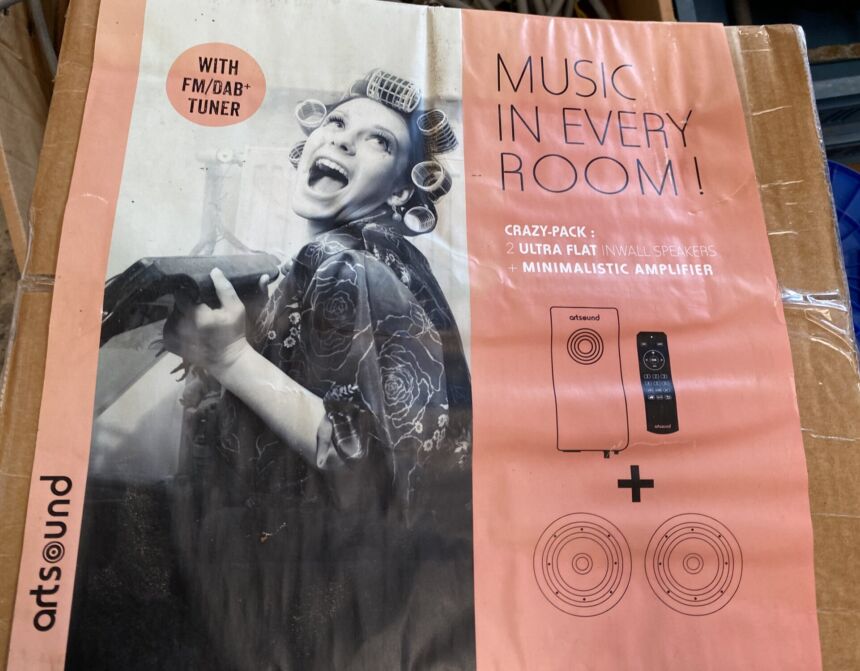 WITH
FM/DAB+
TUNER
MUSIC
IN EVERY
ROOM!
CRAZY-PACK :
2 ULTRA FLAT INWALL SPEAKERS
+ MINIMALISTIC AMPLIFIER
artsound
artsound
+
artsound